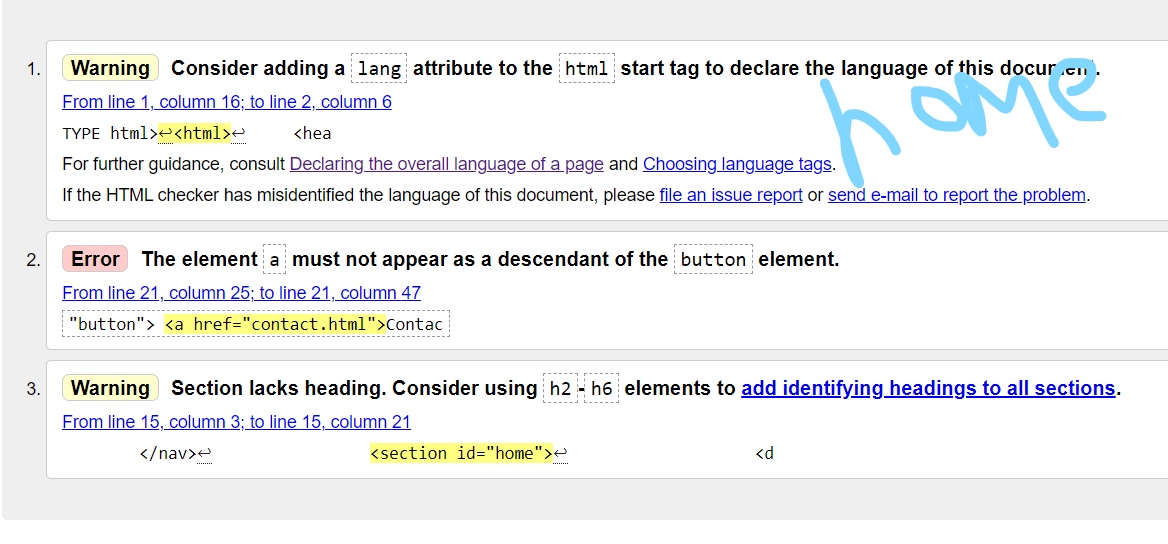 1. Warning Consider adding a lang attribute to the html start tag to declare the language of this document.
home
From line 1, column 16; to line 2, column 6
TYPE html>↩<html>↩ <hea
For further guidance, consult Declaring the overall language of a page and Choosing language tags.
If the HTML checker has misidentified the language of this document, please file an issue report or send e-mail to report the problem.
2. Error The element a must not appear as a descendant of the button element.
From line 21, column 25; to line 21, column 47
"button"> <a href="contact.html">Contac
3. Warning Section lacks heading. Consider using h2-h6 elements to add identifying headings to all sections.
From line 15, column 3; to line 15, column 21
</nav>↩ <section id="home">↩ <d